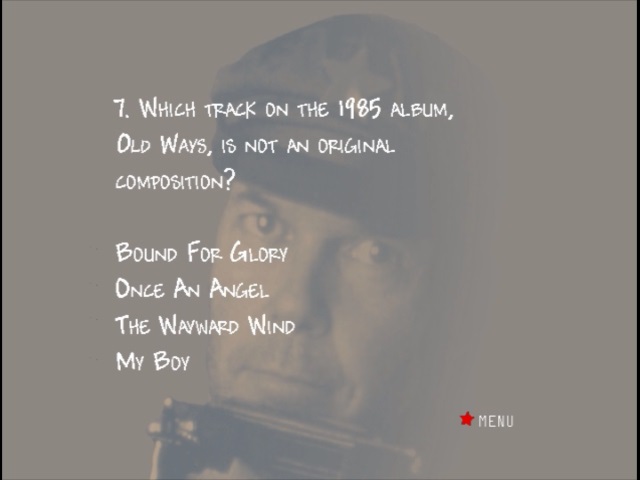 7. Which track on the 1985 album,
Old Ways, is not an original
composition?
Bound For Glory
Once An Angel
The Wayward Wind
My Boy
MENU